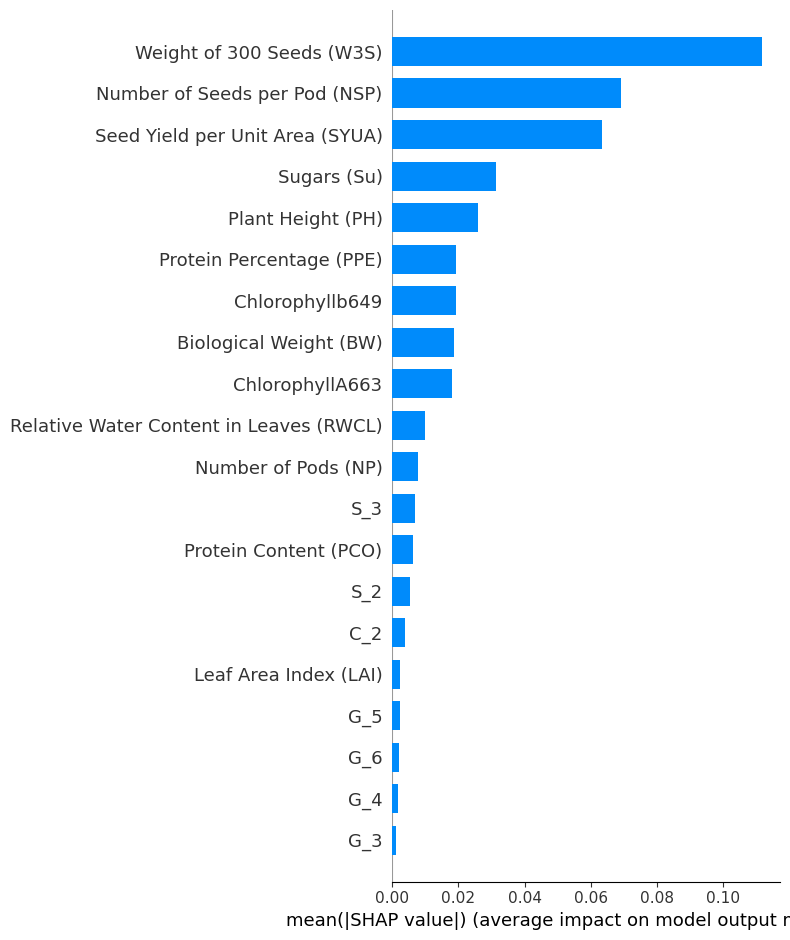 Weight of 300 Seeds (W3S)
Number of Seeds per Pod (NSP)
Seed Yield per Unit Area (SYUA)
Sugars (Su)
Plant Height (PH)
Protein Percentage (PPE)
Chlorophyllb649
Biological Weight (BW)
ChlorophyllA663
Relative Water Content in Leaves (RWCL)
Number of Pods (NP)
S_3
Protein Content (PCO)
S_2
C_2
Leaf Area Index (LAI)
G_5
G_6
G_4
G_3
0.00 0.02 0.04 0.06 0.08 0.10
mean(|SHAP value|) (average impact on model output